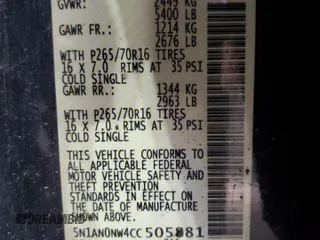 GVWR: 2449 KG
5400 LB
GAWR FR.: 1214 KG
2676 LB
WITH P265/70R16 TIRES
16 X 7.0 RIMS AT 35 PSI
COLD SINGLE
GAWR RR.: 1344 KG
2963 LB
WITH P265/70R16 TIRES
16 X 7.0 RIMS AT 35 PSI
COLD SINGLE
THIS VEHICLE CONFORMS TO
ALL APPLICABLE FEDERAL
MOTOR VEHICLE SAFETY AND
STANDARDS IN EFFECT ON
THE DATE OF MANUFACTURE
SHOWN ABOVE.
5N1AN0NW4CC505881